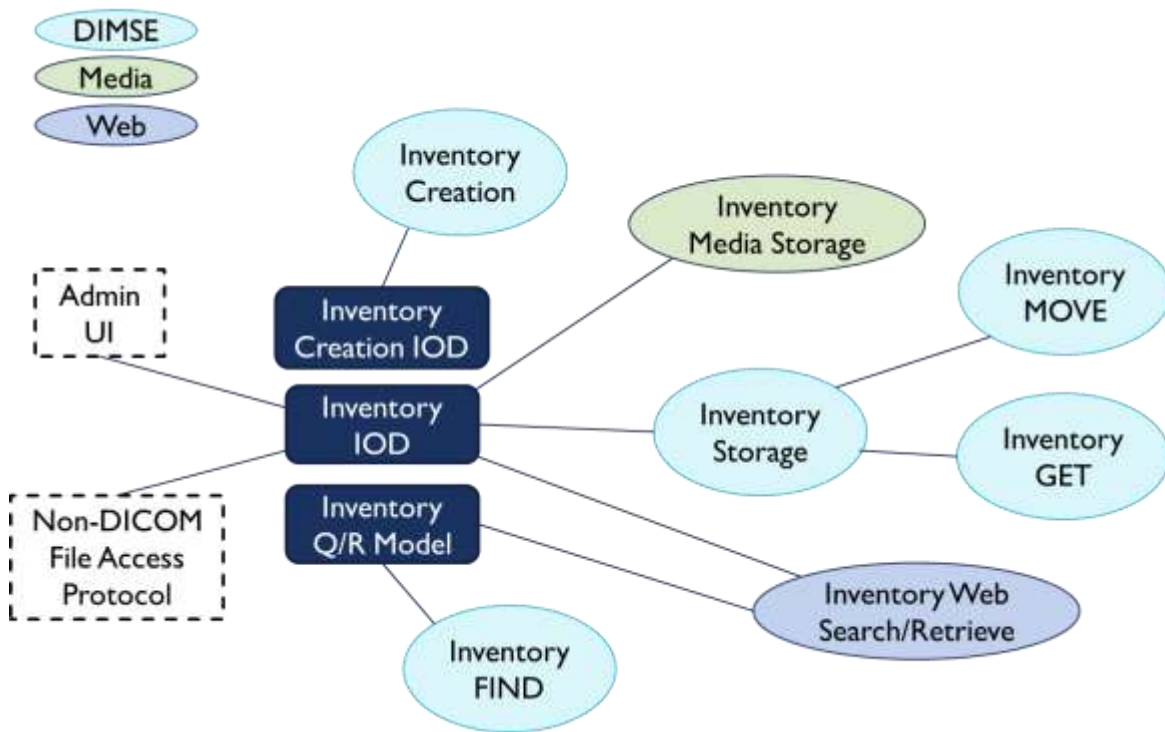 DIMSE
Media
Web
Inventory
Creation
Inventory
Media Storage
Inventory
MOVE
Admin
UI
Inventory
Creation IOD
Inventory
IOD
Inventory
Storage
Inventory
GET
Non-DICOM
File Access
Protocol
Inventory
Q/R Model
Inventory Web
Search/Retrieve
Inventory
FIND